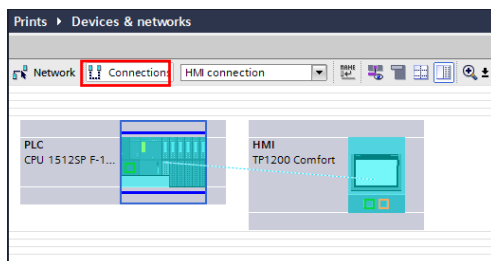 Prints ▸ Devices & networks
Network Connections HMI connection
PLC
CPU 1512SP F-1...
HMI
TP1200 Comfort